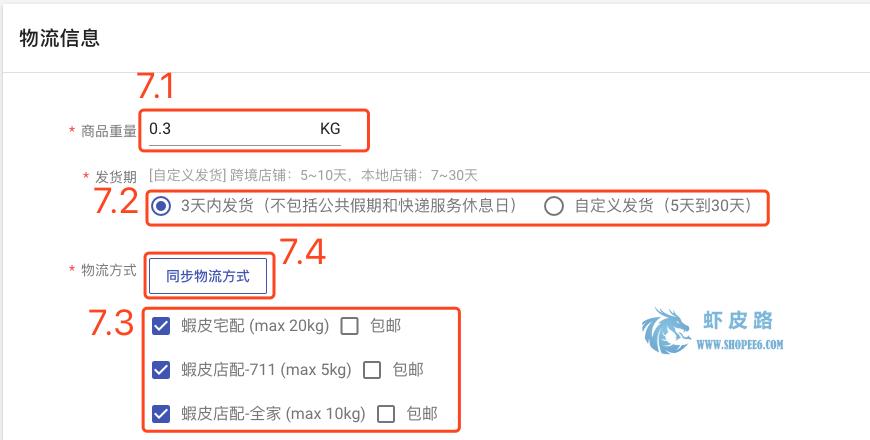 物流信息
7.1
* 商品重量 0.3 KG
* 发货期 [自定义发货] 跨境店铺：5~10天，本地店铺：7~30天
7.2 3天内发货（不包括公共假期和快递服务休息日） 自定义发货（5天到30天）
7.4
* 物流方式 同步物流方式
7.3 蝦皮宅配 (max 20kg) 包邮
虾皮路
WWW.SHOPEE6.COM
蝦皮店配-711 (max 5kg) 包邮
蝦皮店配-全家 (max 10kg) 包邮